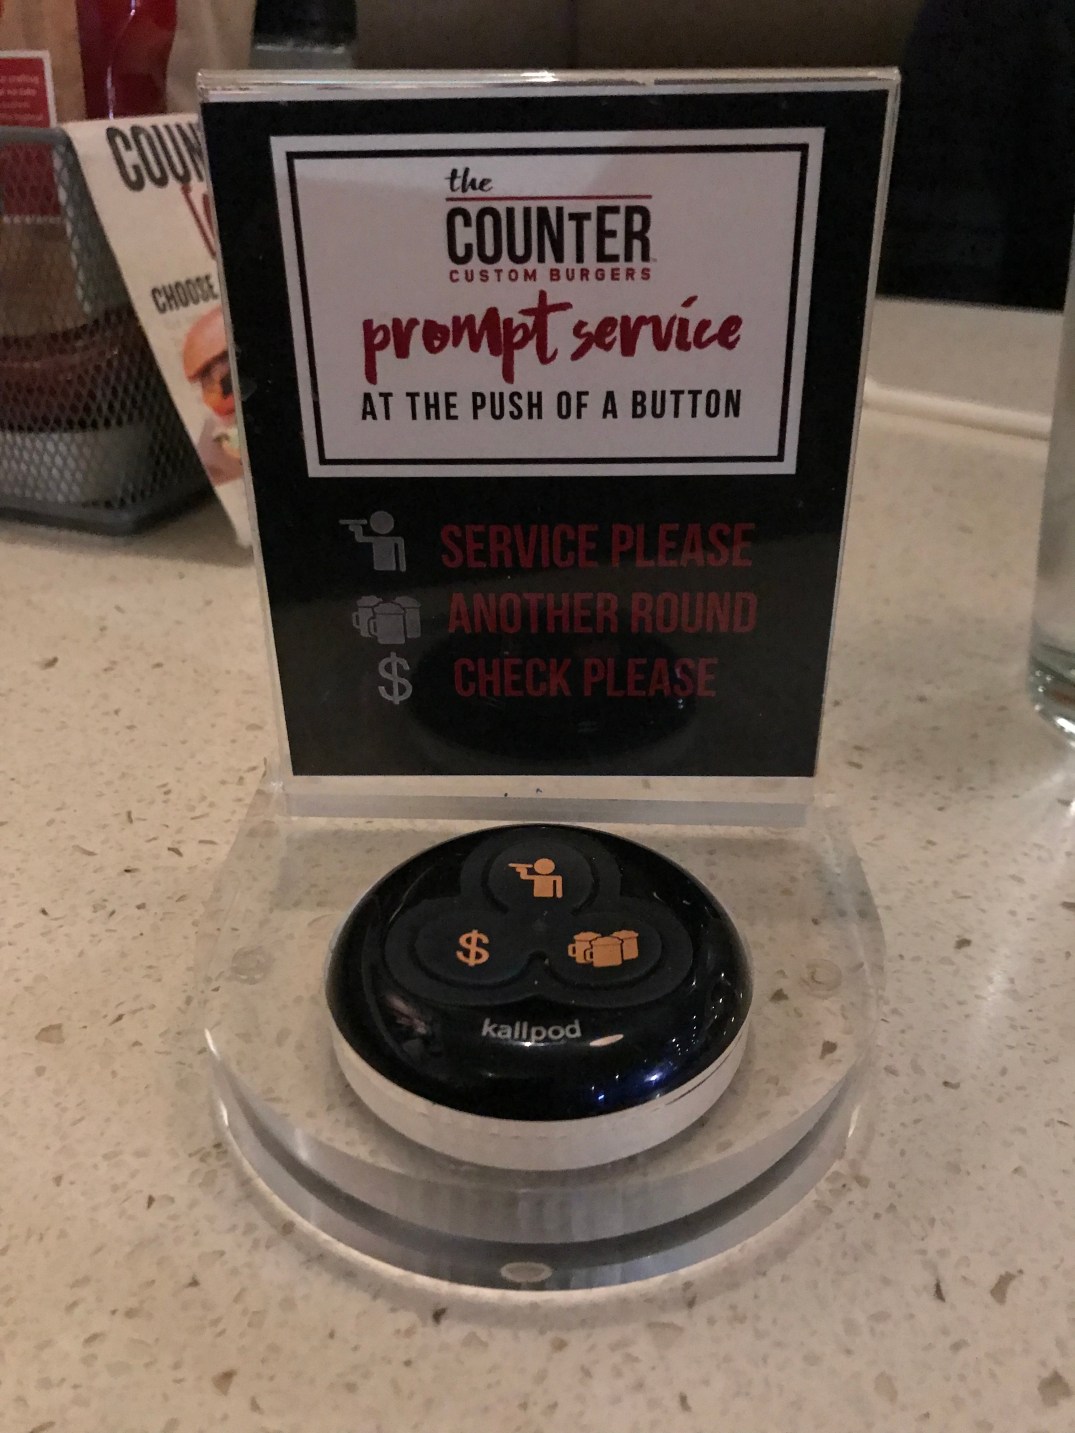 the
COUNTER
CUSTOM BURGERS
prompt service
AT THE PUSH OF A BUTTON
SERVICE PLEASE
ANOTHER ROUND
$ CHECK PLEASE
$
kallpod
COUN
CHOOSE